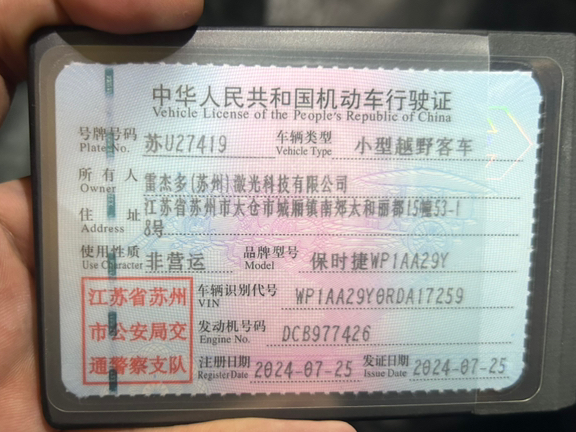 中华人民共和国机动车行驶证
Vehicle License of the People's Republic of China
号牌号码 苏U27419 车辆类型 小型越野客车
Plate No. Vehicle Type
所有人 雷杰多(苏州)激光科技有限公司
Owner
住址 江苏省苏州市太仓市城厢镇南郊太和丽都15幢53-1
Address 8号
使用性质 非营运 品牌型号 保时捷WP1AA29Y
Use Character Model
江苏省苏州 车辆识别代号 WP1AA29Y0RDA17259
VIN
市公安局交 发动机号码 DCB977426
Engine No.
通警察支队 注册日期 2024-07-25 发证日期 2024-07-25
Register Date Issue Date